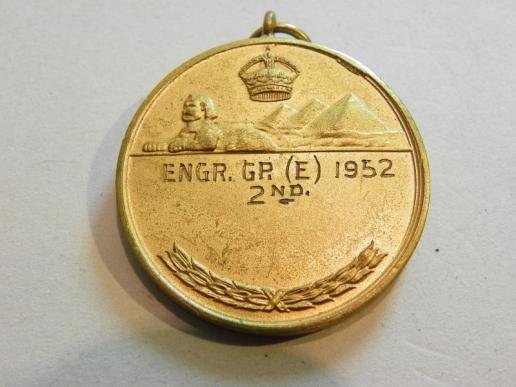 ENGR. GP. (E) 1952
2ND.